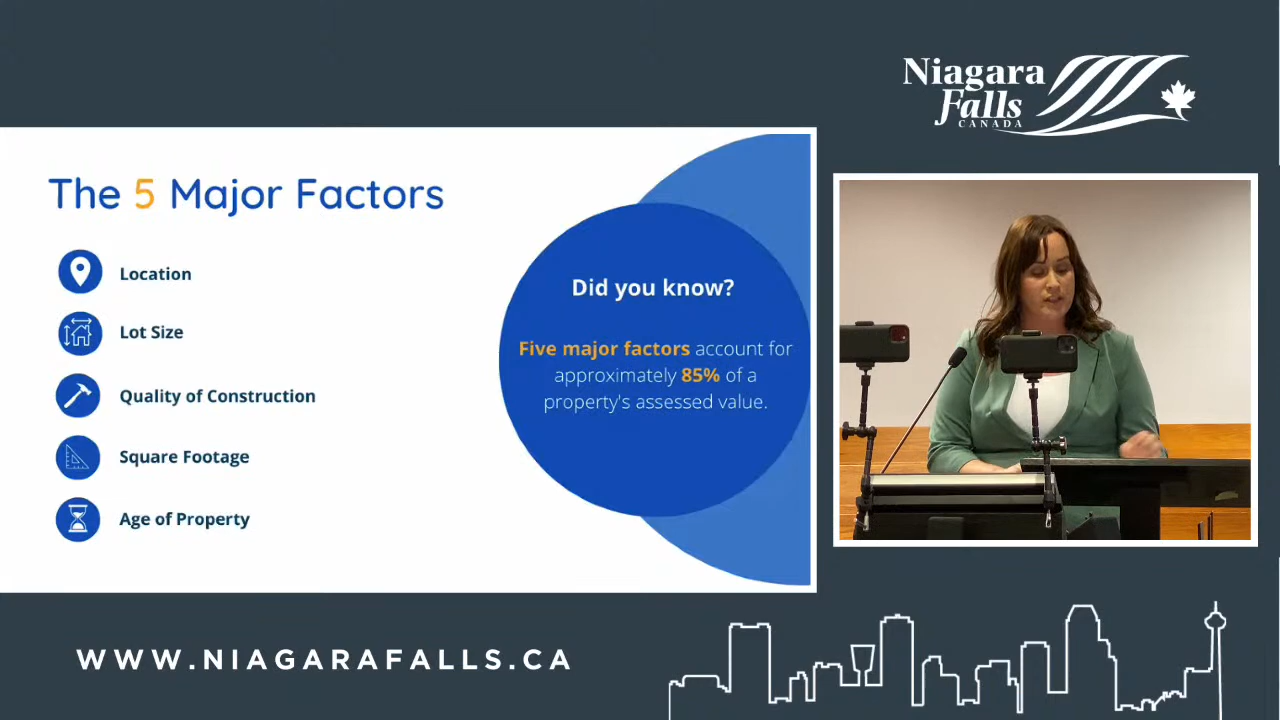 Niagara
Falls
CANADA
The 5 Major Factors
Location
Lot Size
Quality of Construction
Square Footage
Age of Property
Did you know?
Five major factors account for
approximately 85% of a
property's assessed value.
WWW.NIAGARAFALLS.CA